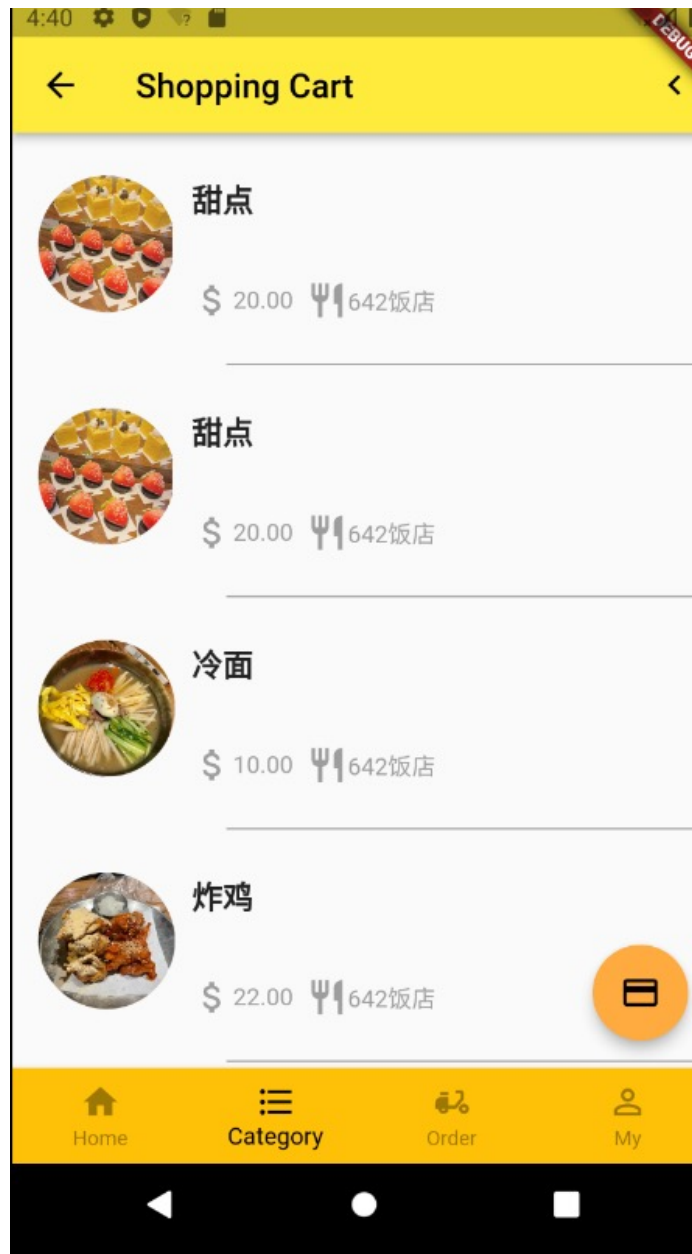 4:40
DEBUG
Shopping Cart
甜点
$ 20.00 642饭店
甜点
$ 20.00 642饭店
冷面
$ 10.00 642饭店
炸鸡
$ 22.00 642饭店
Home Category Order My